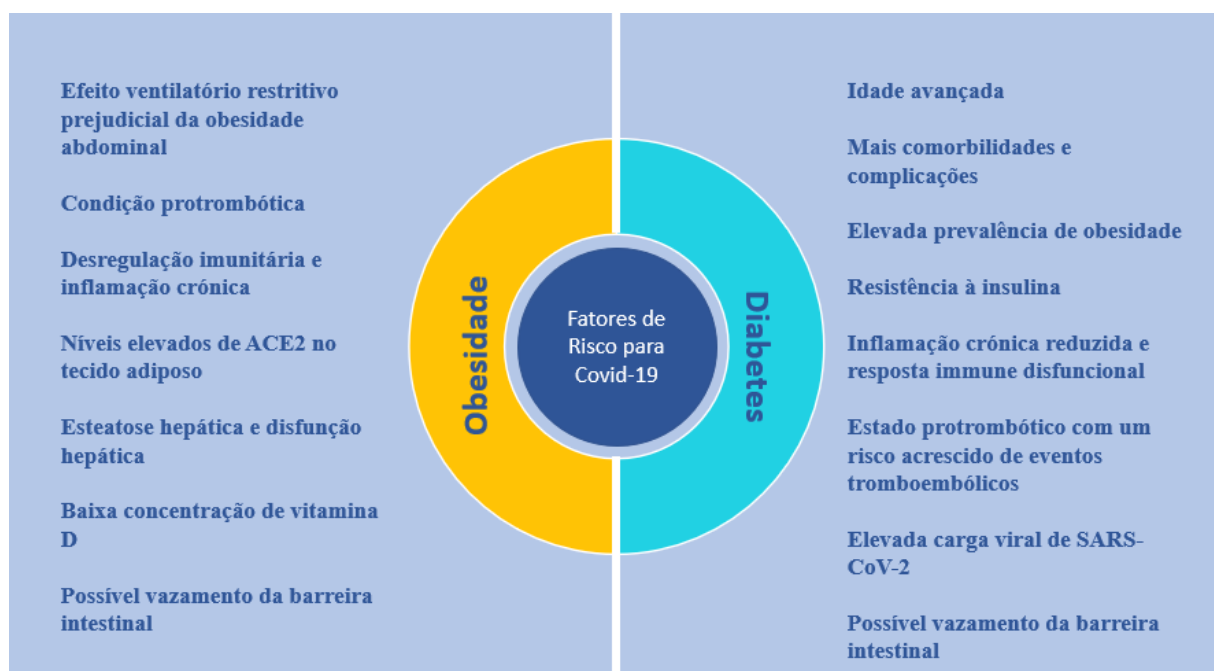 Efeito ventilatório restritivo
prejudicial da obesidade
abdominal
Condição protrombótica
Desregulação imunitária e
inflamação crónica
Níveis elevados de ACE2 no
tecido adiposo
Esteatose hepática e disfunção
hepática
Baixa concentração de vitamina
D
Possível vazamento da barreira
intestinal
Obesidade
Fatores de
Risco para
Covid-19
Diabetes
Idade avançada
Mais comorbilidades e
complicações
Elevada prevalência de obesidade
Resistência à insulina
Inflamação crónica reduzida e
resposta immune disfuncional
Estado protrombótico com um
risco acrescido de eventos
tromboembólicos
Elevada carga viral de SARS-
CoV-2
Possível vazamento da barreira
intestinal